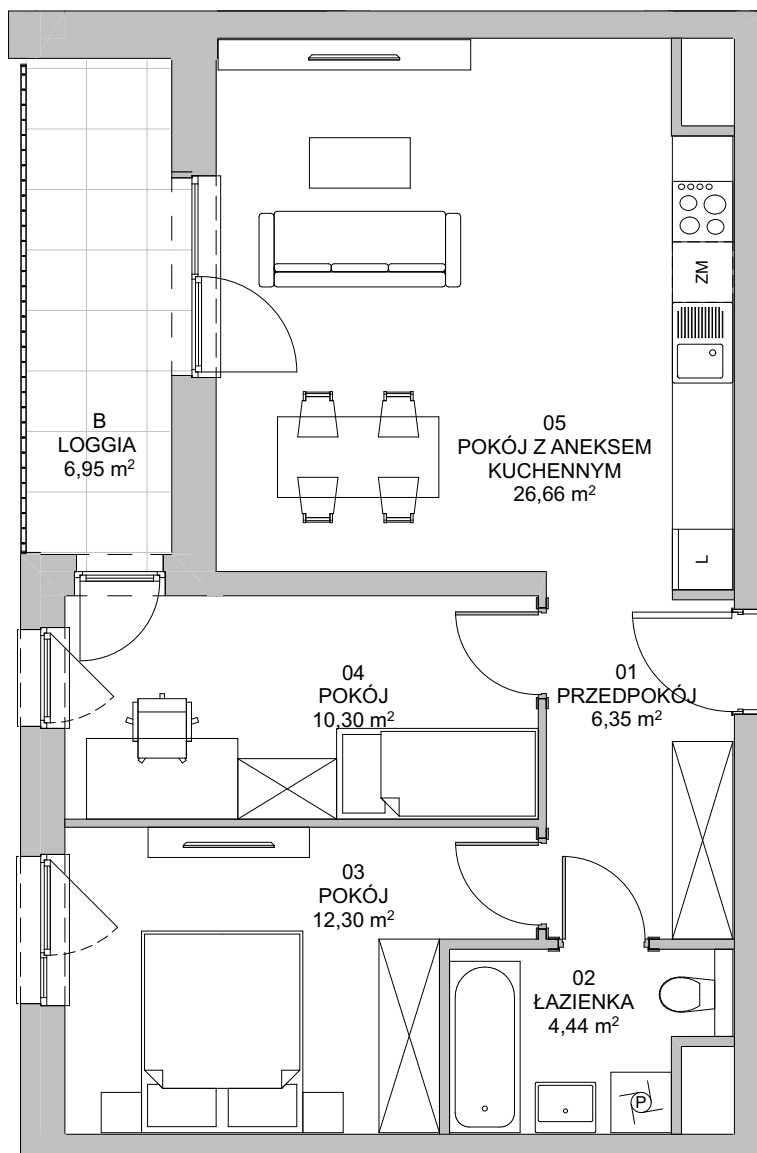 ZM
B
LOGGIA
6,95 m²
05
POKÓJ Z ANEKSEM
KUCHENNYM
26,66 m²
L
04
POKÓJ
10,30 m²
01
PRZEDPOKÓJ
6,35 m²
03
POKÓJ
12,30 m²
02
ŁAZIENKA
4,44 m²
P